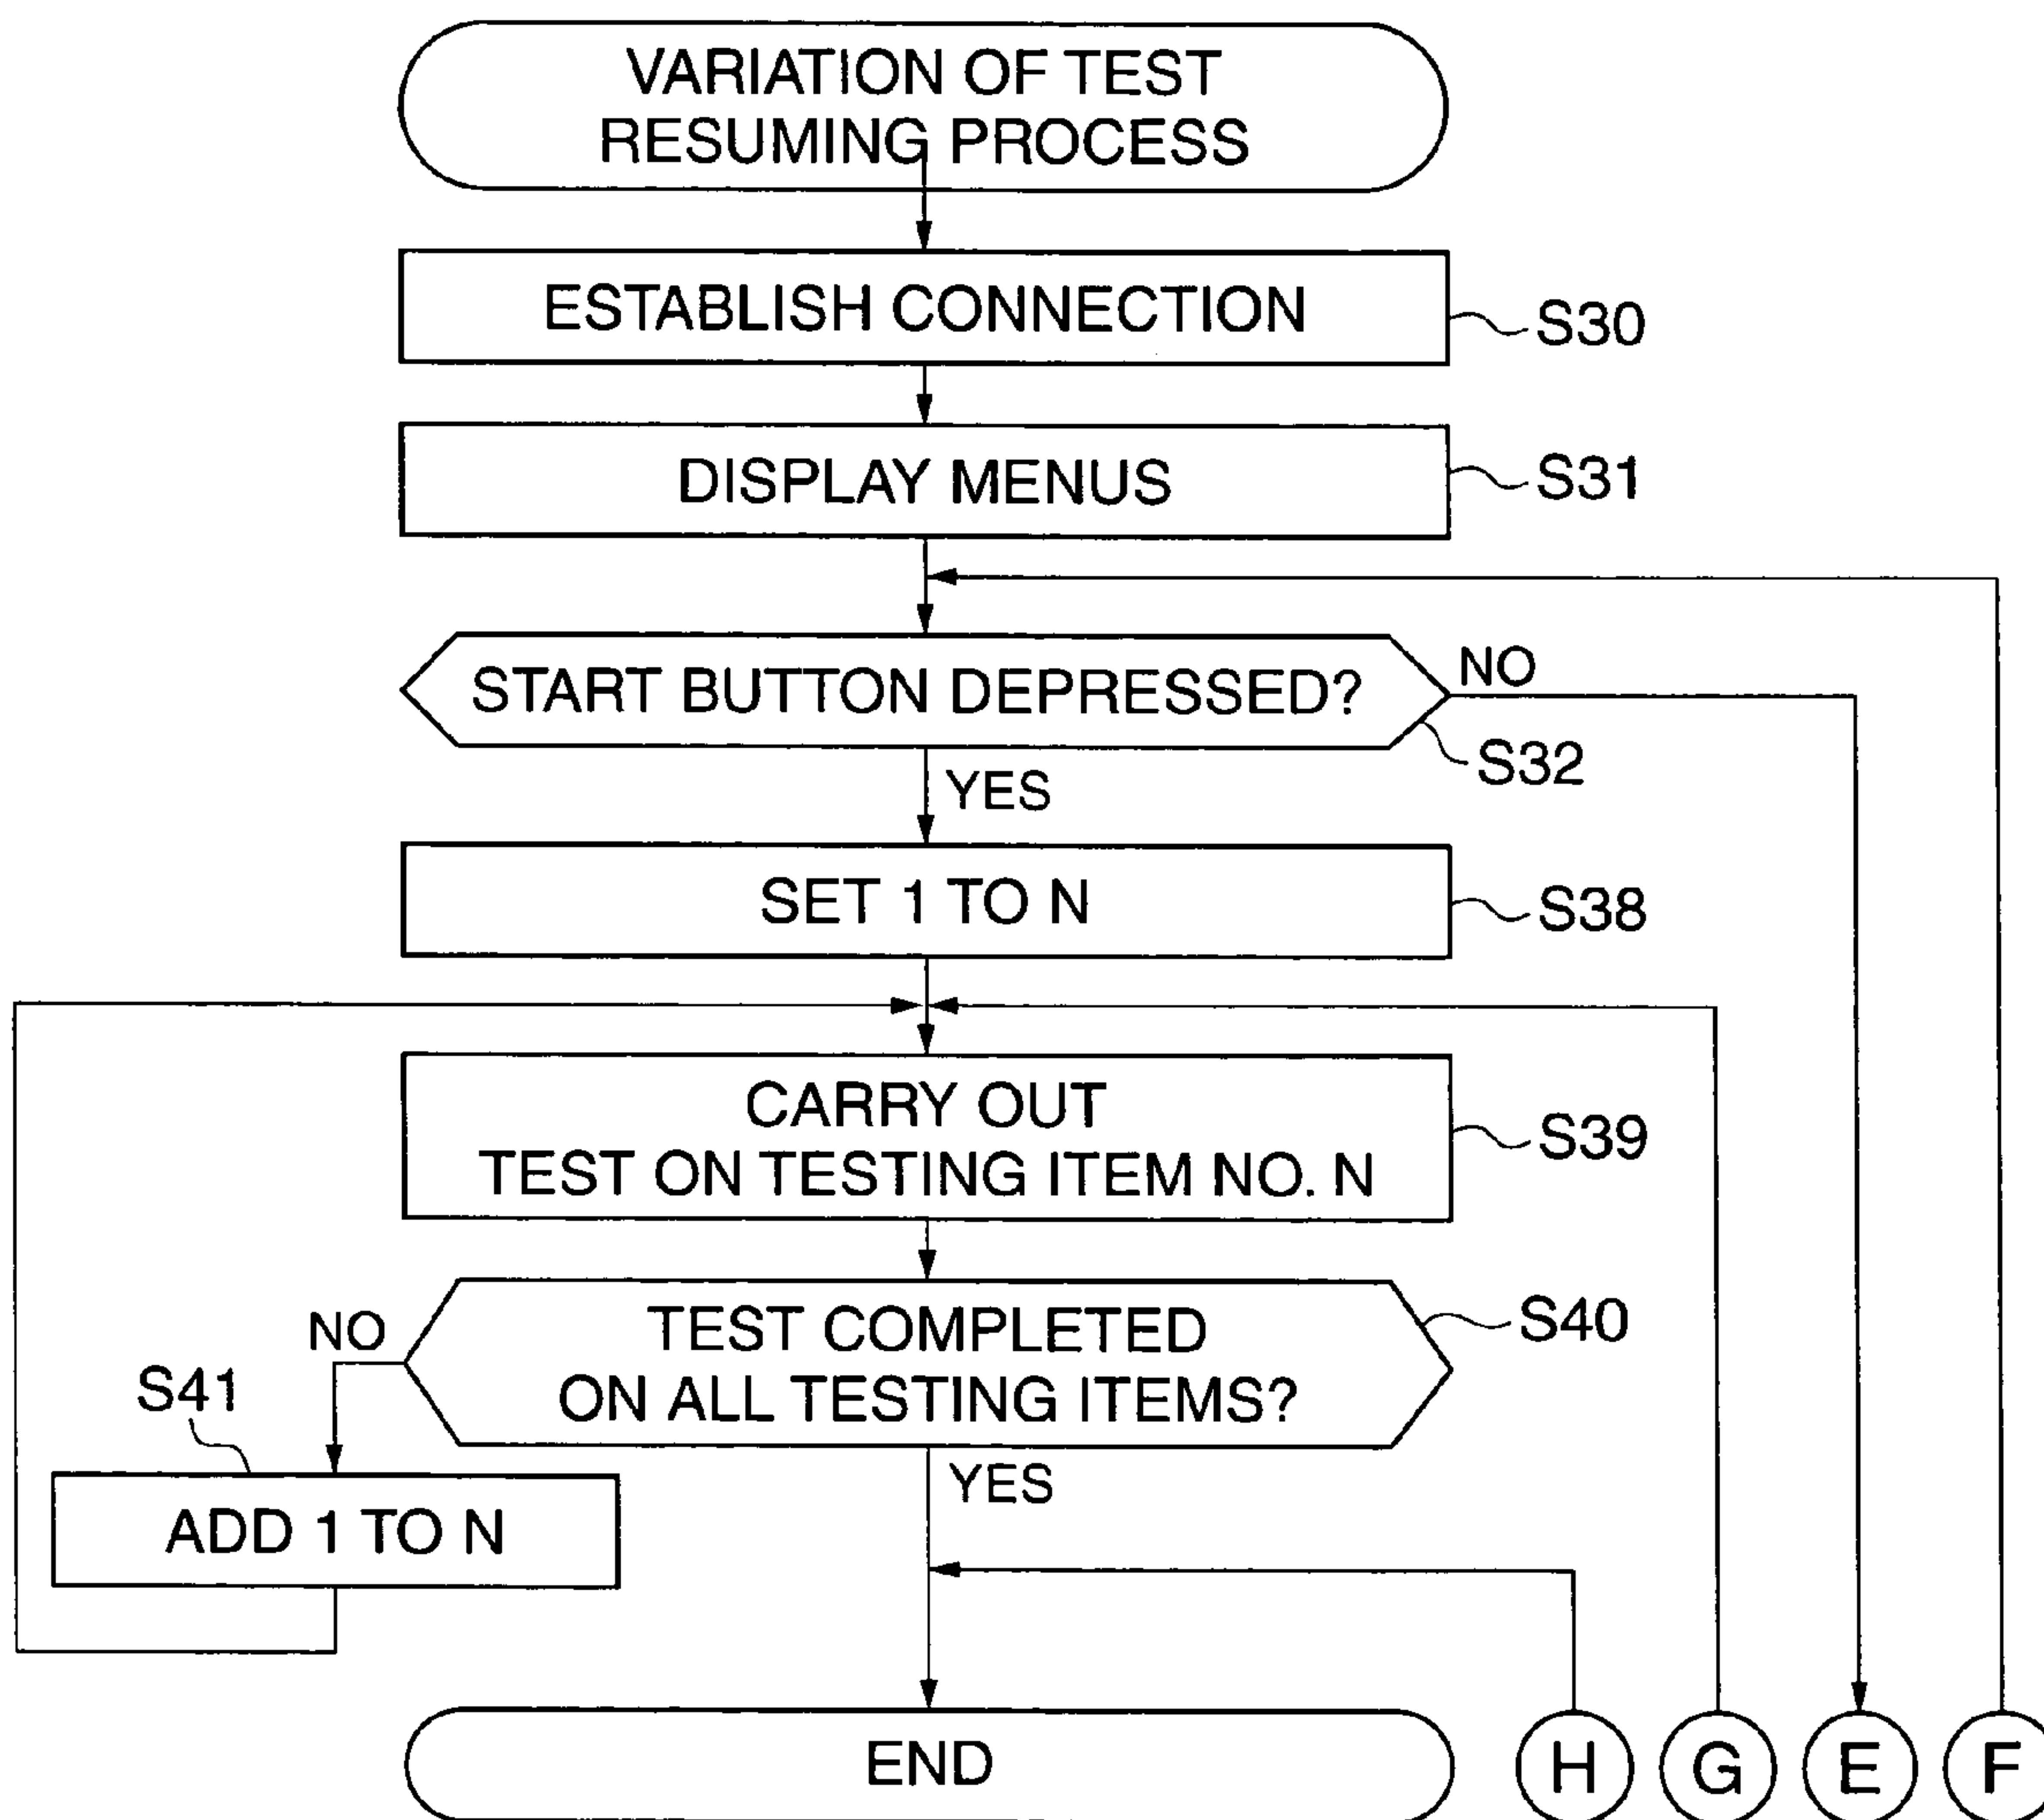 VARIATION OF TEST
RESUMING PROCESS
ESTABLISH CONNECTION
S30
DISPLAY MENUS
S31
START BUTTON DEPRESSED?
NO
S32
YES
SET 1 TO N
S38
CARRY OUT
TEST ON TESTING ITEM NO. N
S39
TEST COMPLETED
ON ALL TESTING ITEMS?
S40
NO
S41
YES
ADD 1 TO N
END
H
G
E
F